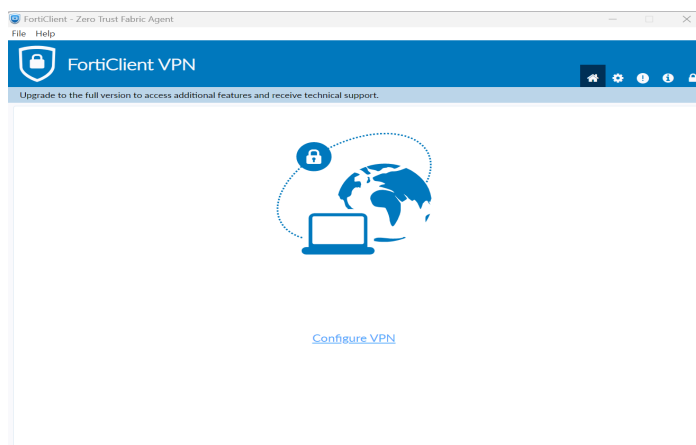 FortiClient - Zero Trust Fabric Agent
File Help
FortiClient VPN
Upgrade to the full version to access additional features and receive technical support.
Configure VPN